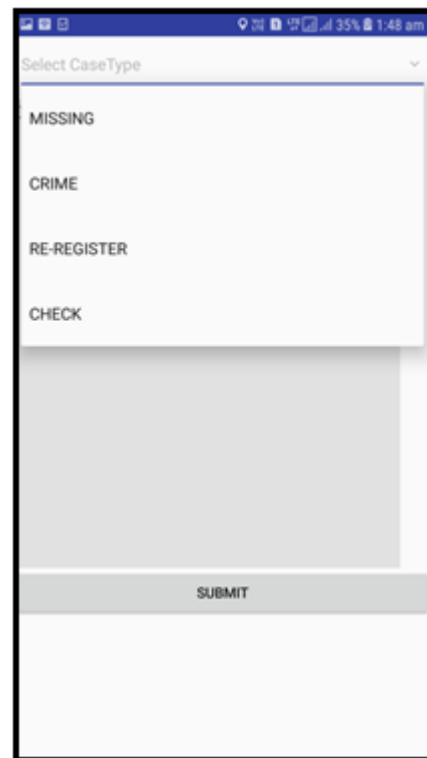 35% 1:48 am
Select CaseType
MISSING
CRIME
RE-REGISTER
CHECK
SUBMIT